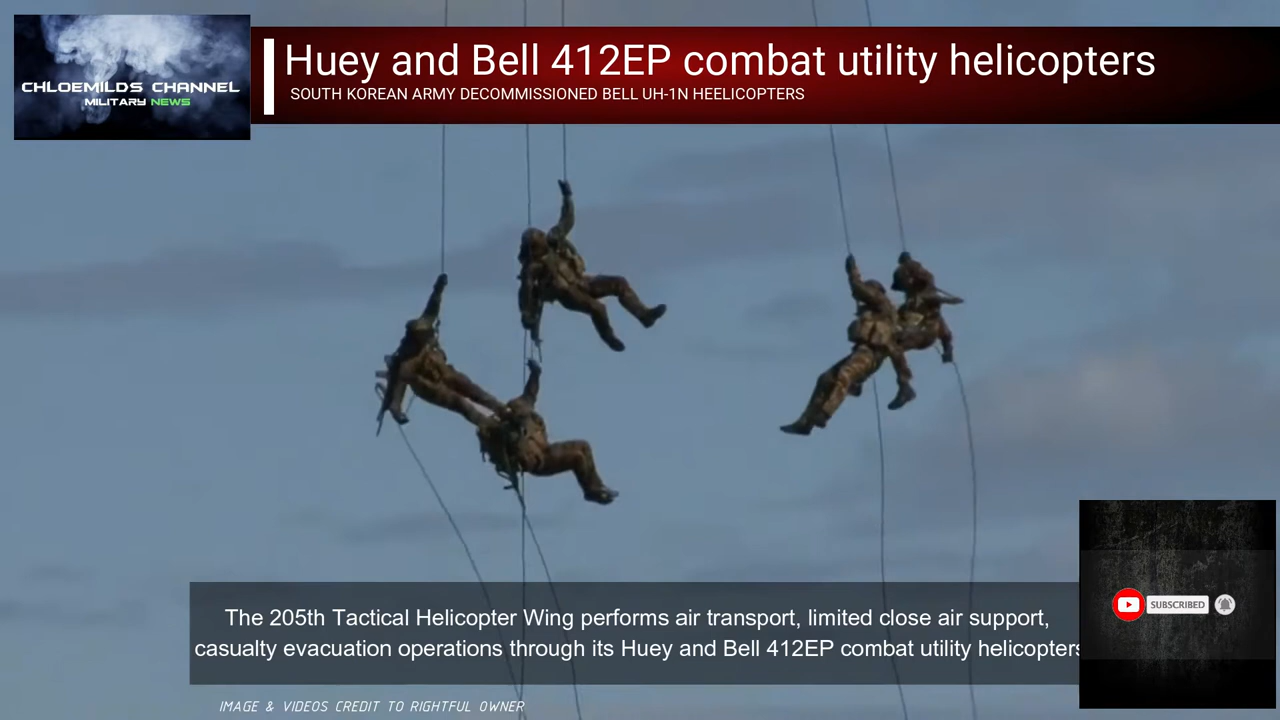 Huey and Bell 412EP combat utility helicopters
SOUTH KOREAN ARMY DECOMMISSIONED BELL UH-1N HEELICOPTERS
CHLOEMILDS CHANNEL
MILITARY NEWS
SUBSCRIBED
The 205th Tactical Helicopter Wing performs air transport, limited close air support,
casualty evacuation operations through its Huey and Bell 412EP combat utility helicopters
IMAGE & VIDEOS CREDIT TO RIGHTFUL OWNER